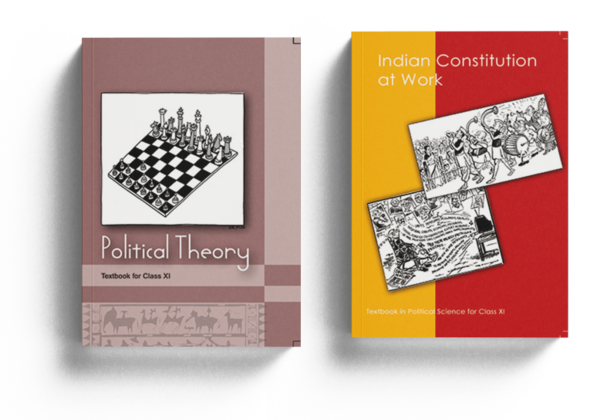 Political Theory
Textbook for Class XI
Indian Constitution
at Work
Textbook in Political Science for Class XI